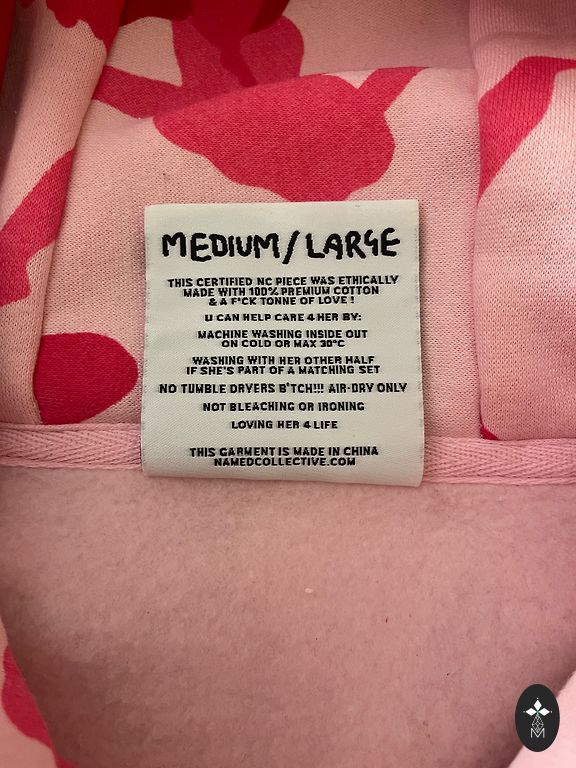 MEDIUM/LARGE
THIS CERTIFIED NC PIECE WAS ETHICALLY
MADE WITH 100% PREMIUM COTTON
& A F*CK TONNE OF LOVE!
U CAN HELP CARE 4 HER BY:
MACHINE WASHING INSIDE OUT
ON COLD OR MAX 30°C
WASHING WITH HER OTHER HALF
IF SHE'S PART OF A MATCHING SET
NO TUMBLE DRYERS B*TCH!!! AIR-DRY ONLY
NOT BLEACHING OR IRONING
LOVING HER 4 LIFE
THIS GARMENT IS MADE IN CHINA
NAMEDCOLLECTIVE.COM
M